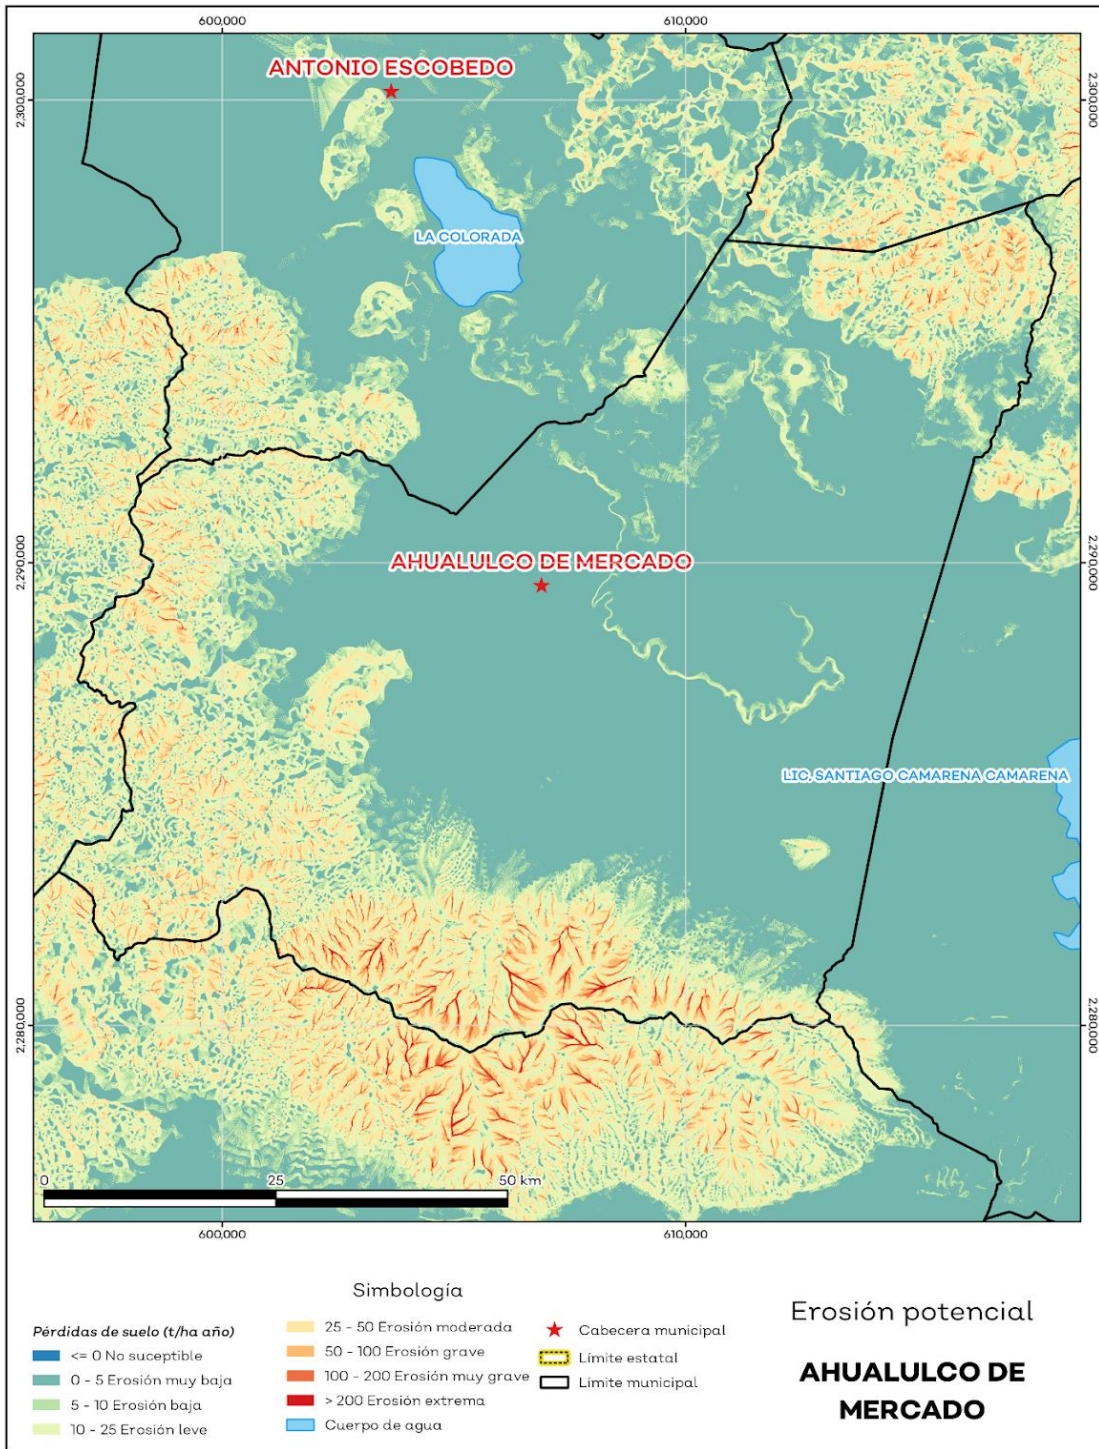 600,000
610,000
2,300,000
2,300,000
ANTONIO ESCOBEDO
LA COLORADA
2,290,000
2,290,000
AHUALULCO DE MERCADO
LIC. SANTIAGO CAMARENA CAMARENA
2,280,000
2,280,000
0
25
50 km
600,000
610,000
Simbología
Pérdidas de suelo (t/ha año)
<= 0 No suceptible
0 - 5 Erosión muy baja
5 - 10 Erosión baja
10 - 25 Erosión leve
25 - 50 Erosión moderada
50 - 100 Erosión grave
100 - 200 Erosión muy grave
> 200 Erosión extrema
Cuerpo de agua
Cabecera municipal
Límite estatal
Límite municipal
Erosión potencial
AHUALULCO DE
MERCADO